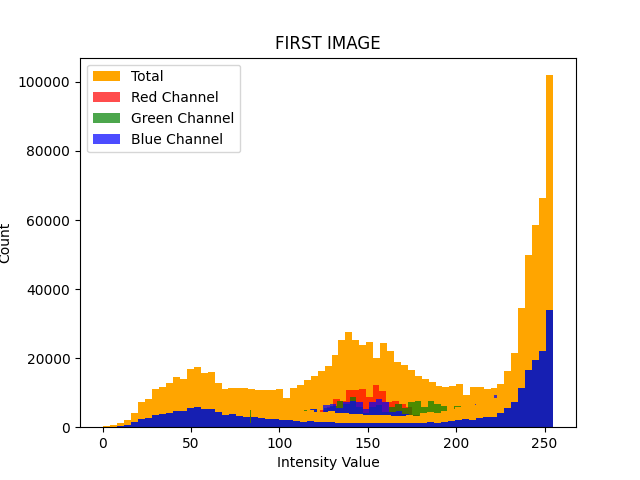 FIRST IMAGE
Total
Red Channel
Green Channel
Blue Channel
100000
80000
60000
40000
20000
0
Count
0 50 100 150 200 250
Intensity Value